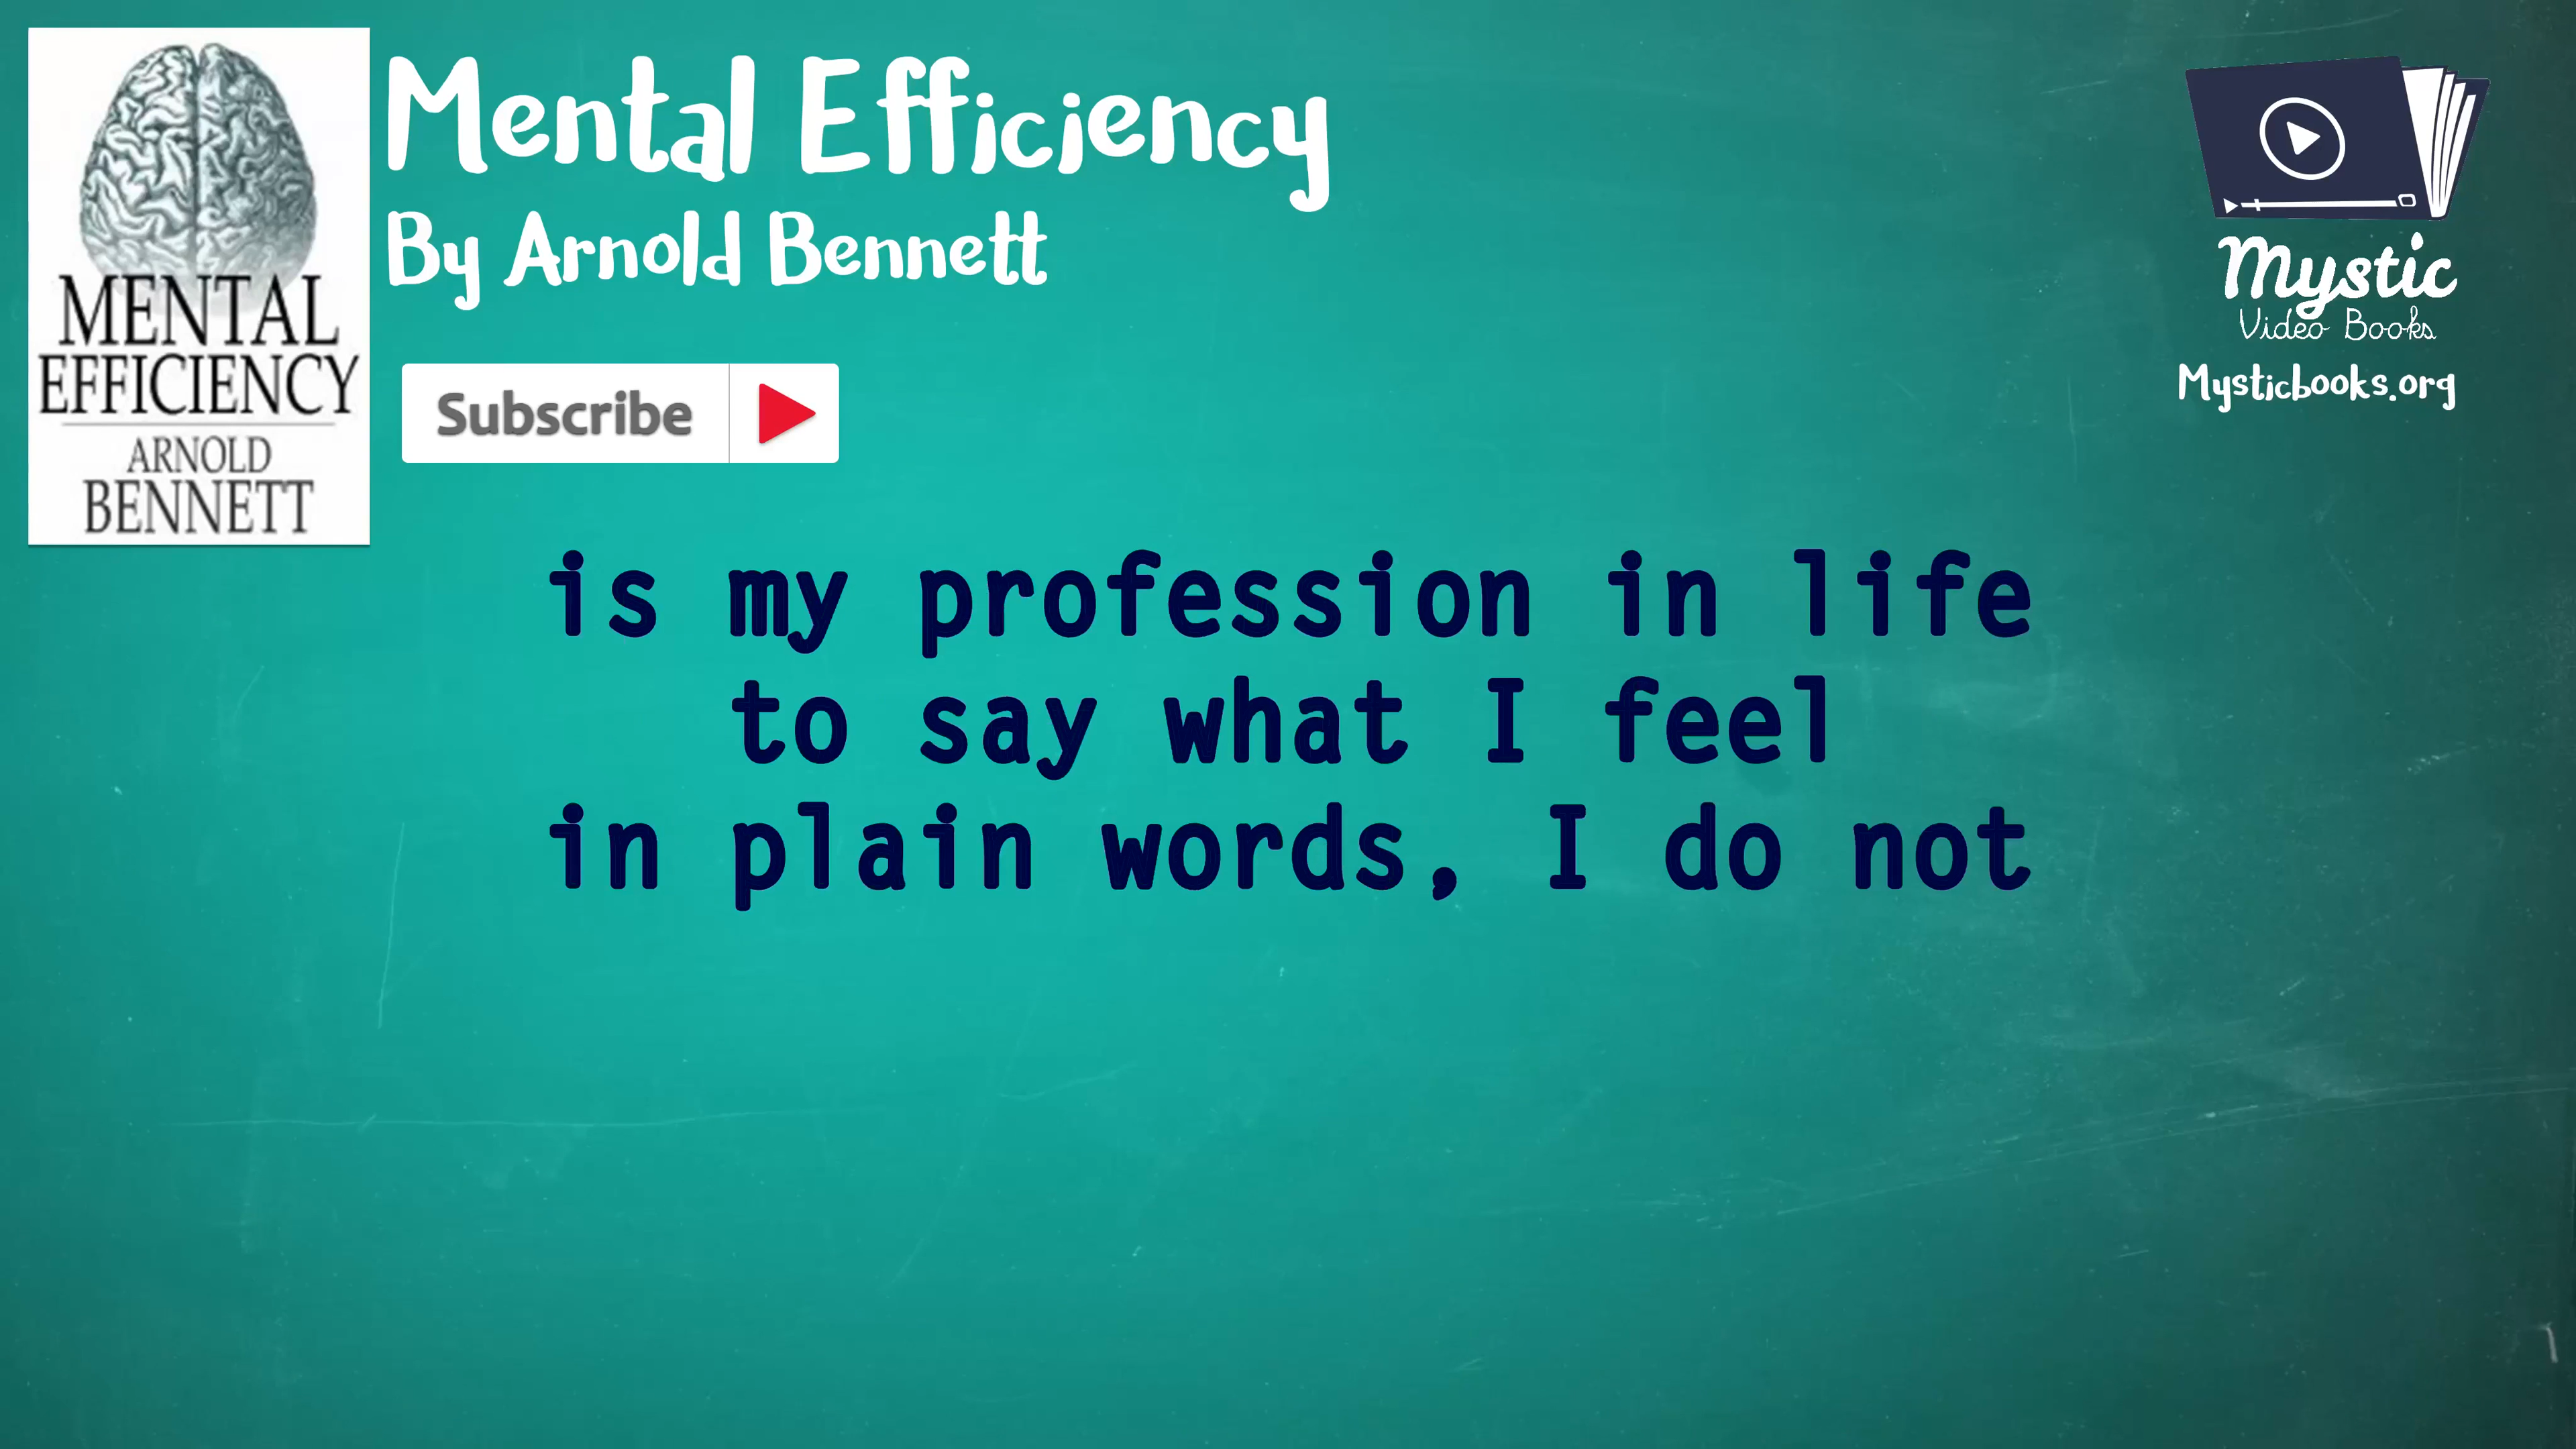 MENTAL
EFFICIENCY
ARNOLD
BENNETT
Mental Efficiency
By Arnold Bennett
Subscribe
Mystic
Video Books
Mysticbooks.org
is my profession in life
to say what I feel
in plain words, I do not